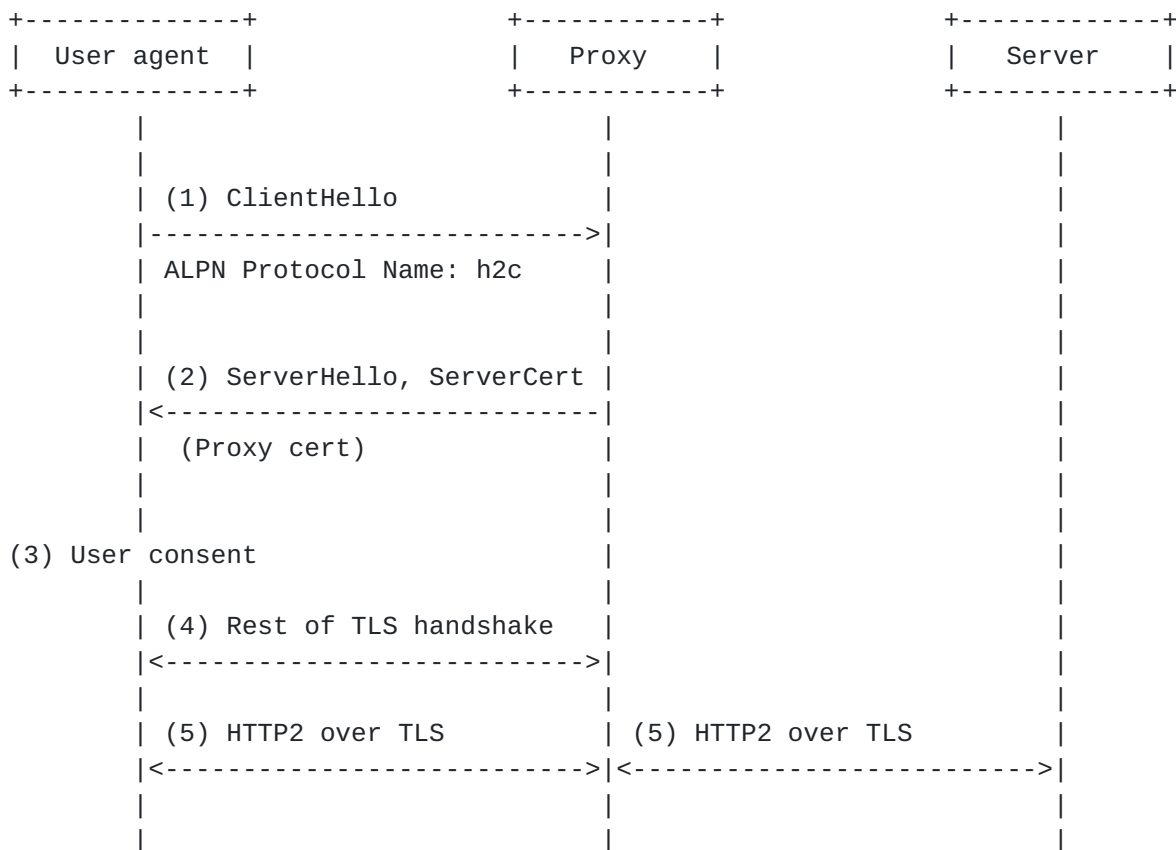 +--------------+ +------------+ +-------------+
| User agent | | Proxy | | Server |
+--------------+ +------------+ +-------------+
| | |
| | |
| (1) ClientHello | |
|---------------------------->| |
| ALPN Protocol Name: h2c | |
| | |
| | |
| (2) ServerHello, ServerCert | |
|<----------------------------| |
| (Proxy cert) | |
| | |
| | |
(3) User consent | |
| | |
| (4) Rest of TLS handshake | |
|<--------------------------->| |
| | |
| (5) HTTP2 over TLS | (5) HTTP2 over TLS |
|<--------------------------->|<-------------------------->|
| | |
| | |